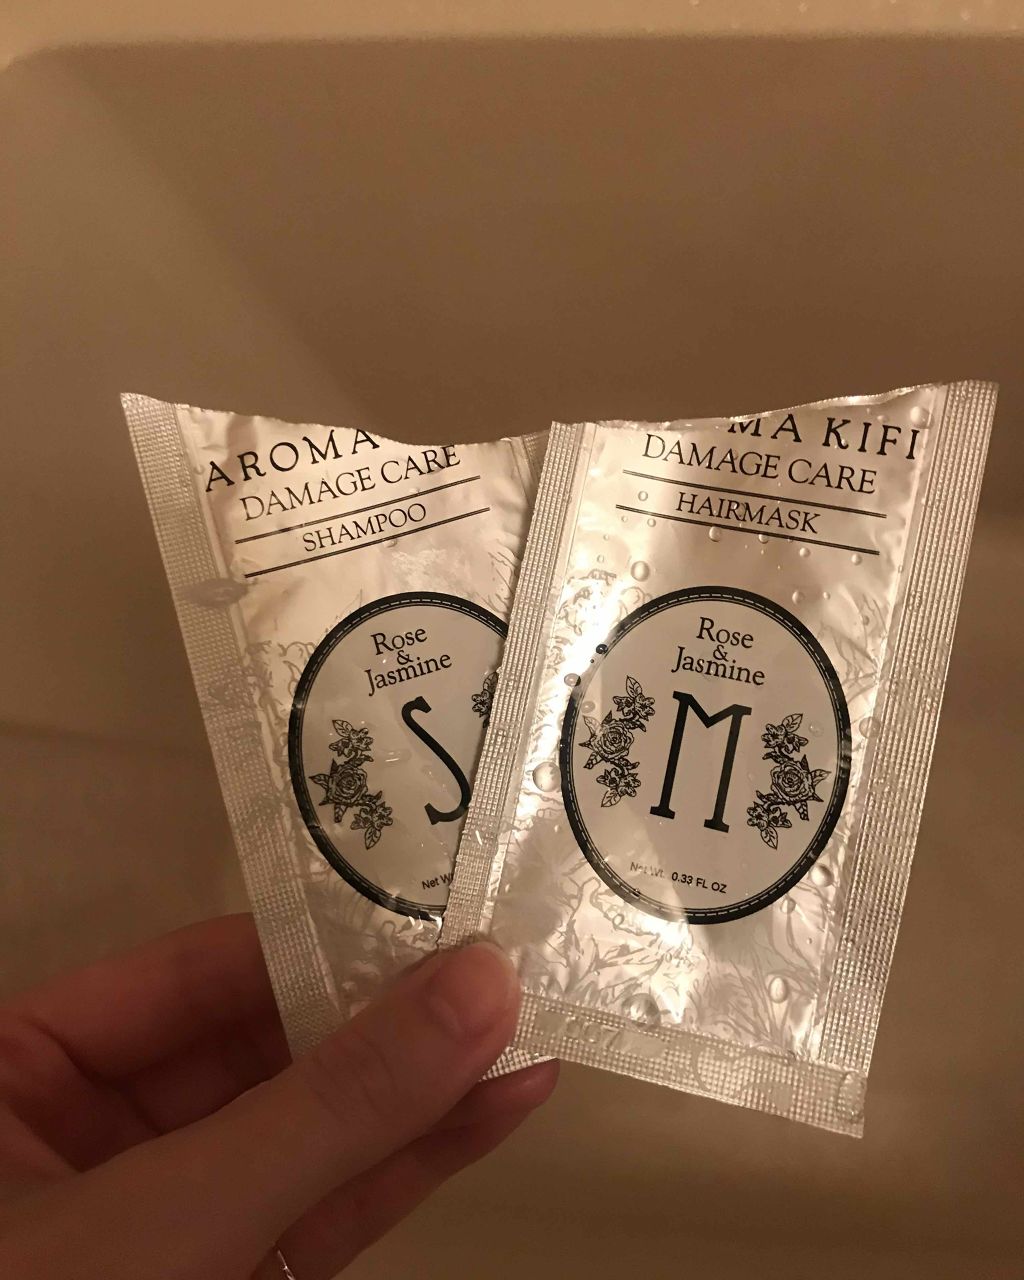 AROMA
DAMAGE CARE
SHAMPOO
Rose
&
Jasmine
S
Net W
MA KIFI
DAMAGE CARE
HAIRMASK
Rose
&
Jasmine
M
Net Wt. 0.33 FL OZ